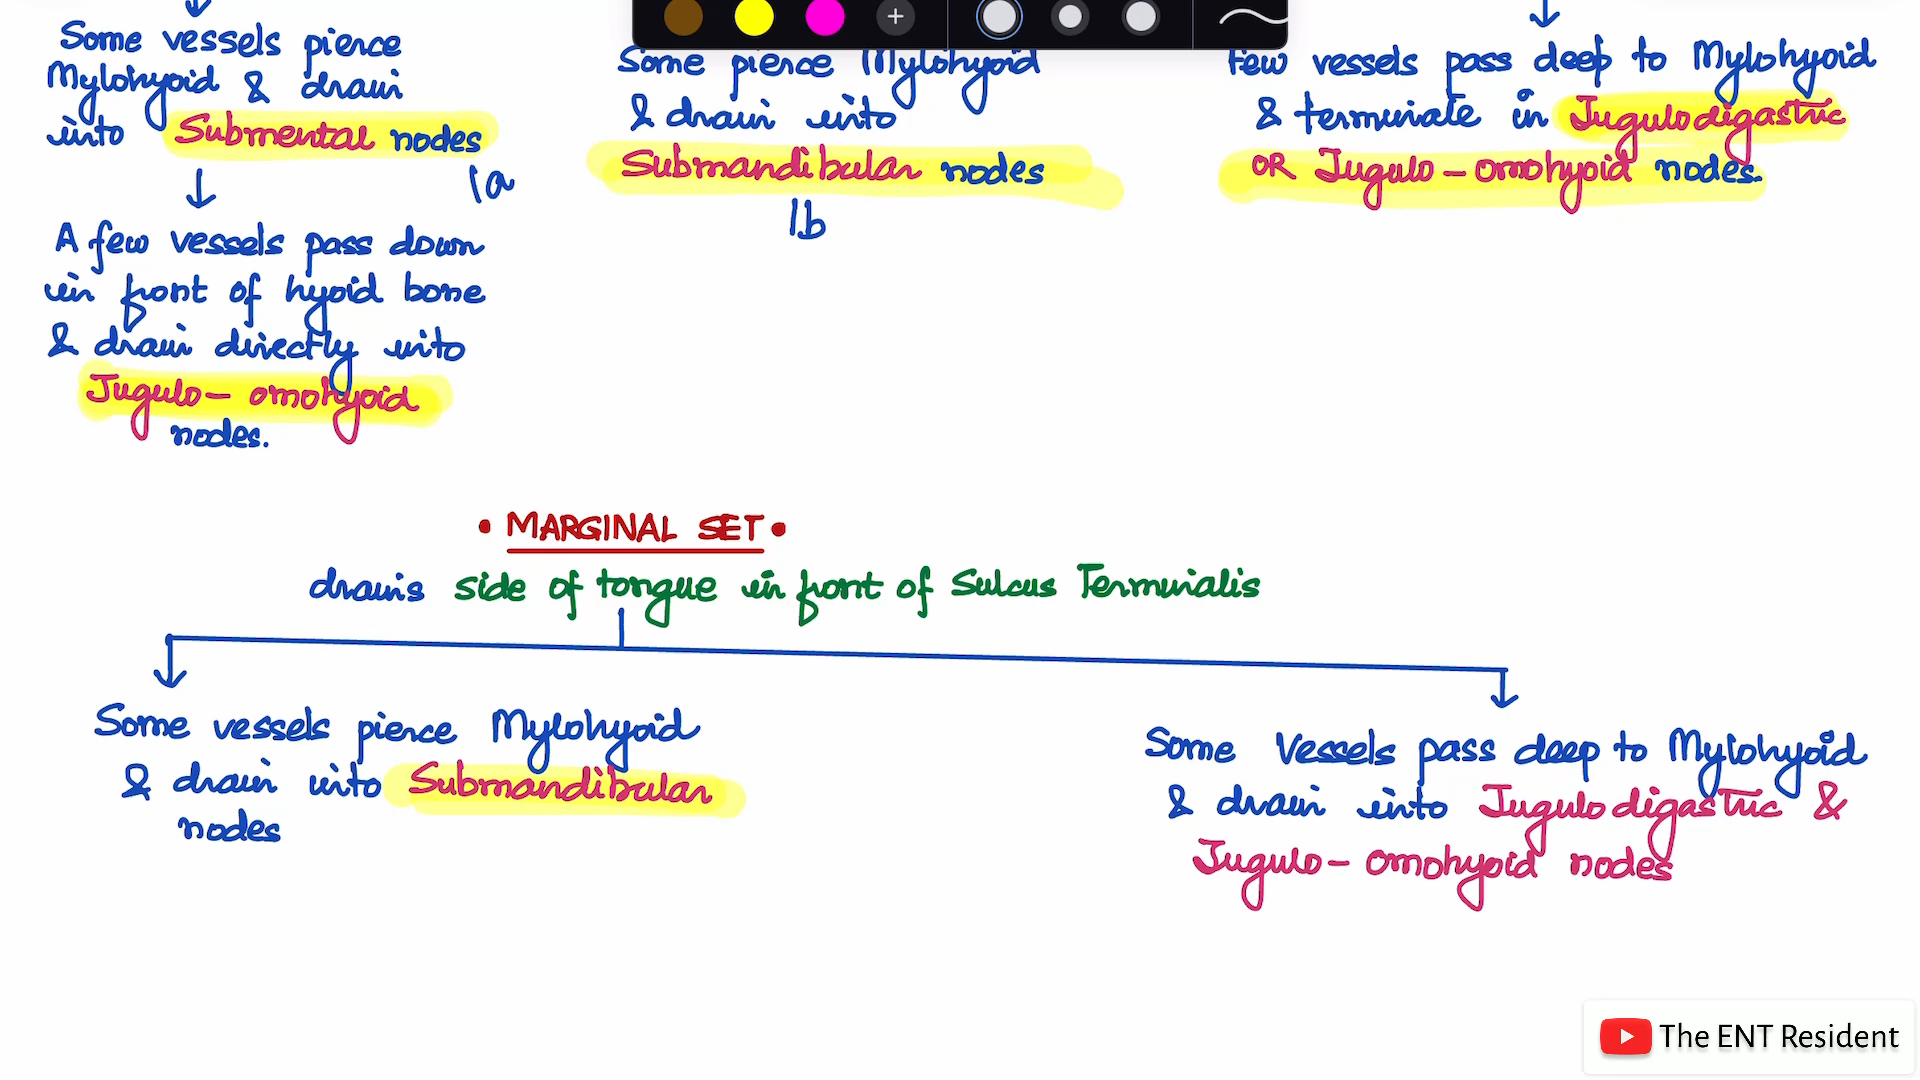 Some vessels pierce
Mylohyoid & drain
into Submental nodes
1a
A few vessels pass down
in front of hyoid bone
& drain directly into
Jugulo - omohyoid
nodes.
Some pierce Mylohyoid
& drain into
Submandibular nodes
1b
Few vessels pass deep to Mylohyoid
& terminate in Jugulodigastric
OR Jugulo - omohyoid nodes.
• MARGINAL SET •
drains side of tongue in front of Sulcus Terminalis
Some vessels pierce Mylohyoid
& drain into Submandibular
nodes
Some Vessels pass deep to Mylohyoid
& drain into Jugulodigastric &
Jugulo - omohyoid nodes
The ENT Resident